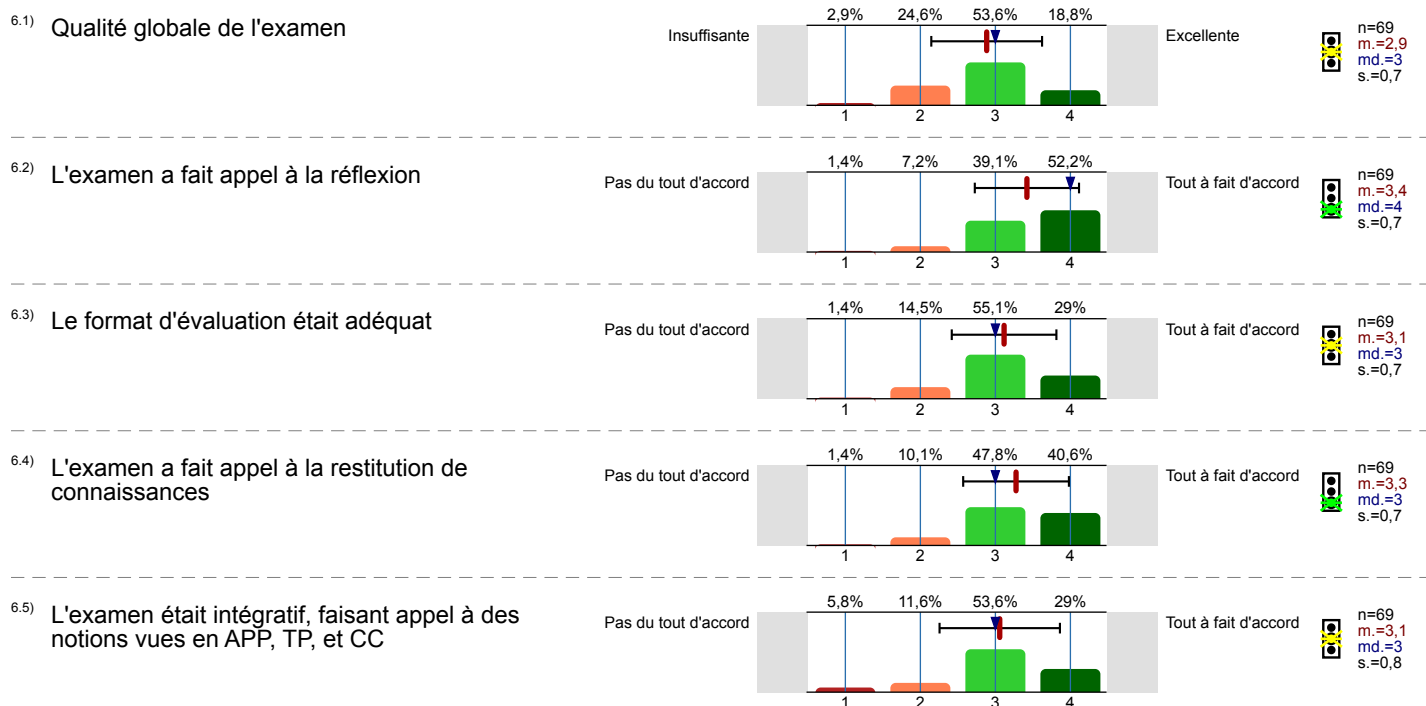 6.1) Qualité globale de l'examen
Insuffisante
2,9% 24,6% 53,6% 18,8%
1 2 3 4
Excellente
n=69
m.=2,9
md.=3
s.=0,7
6.2) L'examen a fait appel à la réflexion
Pas du tout d'accord
1,4% 7,2% 39,1% 52,2%
1 2 3 4
Tout à fait d'accord
n=69
m.=3,4
md.=4
s.=0,7
6.3) Le format d'évaluation était adéquat
Pas du tout d'accord
1,4% 14,5% 55,1% 29%
1 2 3 4
Tout à fait d'accord
n=69
m.=3,1
md.=3
s.=0,7
6.4) L'examen a fait appel à la restitution de
connaissances
Pas du tout d'accord
1,4% 10,1% 47,8% 40,6%
1 2 3 4
Tout à fait d'accord
n=69
m.=3,3
md.=3
s.=0,7
6.5) L'examen était intégratif, faisant appel à des
notions vues en APP, TP, et CC
Pas du tout d'accord
5,8% 11,6% 53,6% 29%
1 2 3 4
Tout à fait d'accord
n=69
m.=3,1
md.=3
s.=0,8